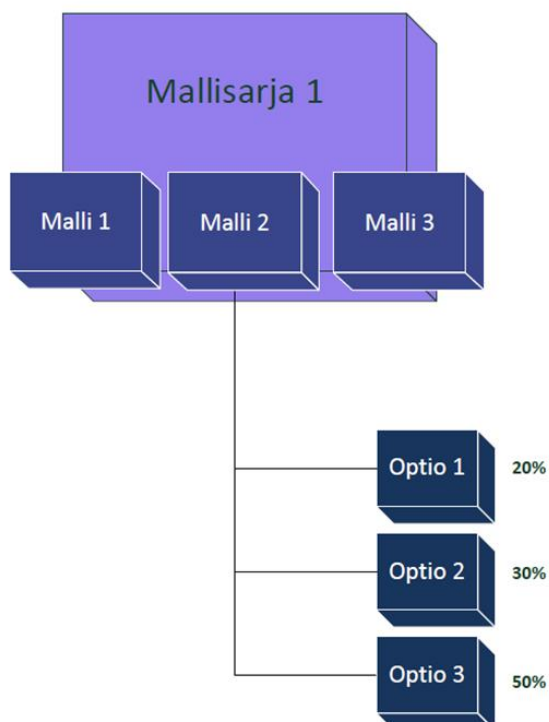 Mallisarja 1
Malli 1
Malli 2
Malli 3
Optio 1
20%
Optio 2
30%
Optio 3
50%